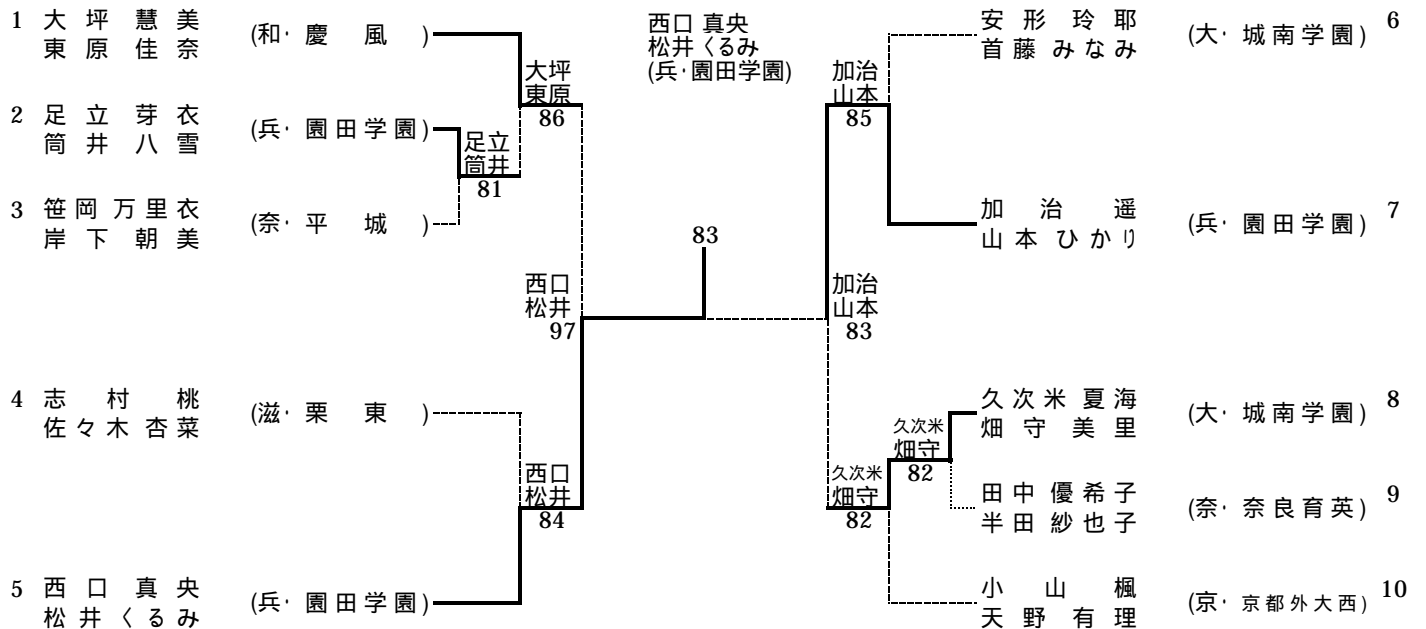 1 大坪慧美
東原佳奈
(和・慶風)
2 足立芽衣
筒井八雪
(兵・園田学園)
3 笹岡万里衣
岸下朝美
(奈・平城)
4 志村桃
佐々木杏菜
(滋・栗東)
5 西口真央
松井くるみ
(兵・園田学園)
大坪
東原
86
足立
筒井
81
西口
松井
97
西口
松井
84
西口 真央
松井くるみ
(兵・園田学園)
83
加治
山本
85
加治
山本
83
久次米
畑守
82
久次米
畑守
82
安形玲耶
首藤みなみ
(大・城南学園) 6
加治遥
山本ひかり
(兵・園田学園) 7
久次米夏海
畑守美里
(大・城南学園) 8
田中優希子
半田紗也子
(奈・奈良育英) 9
小山楓
天野有理
(京・京都外大西) 10